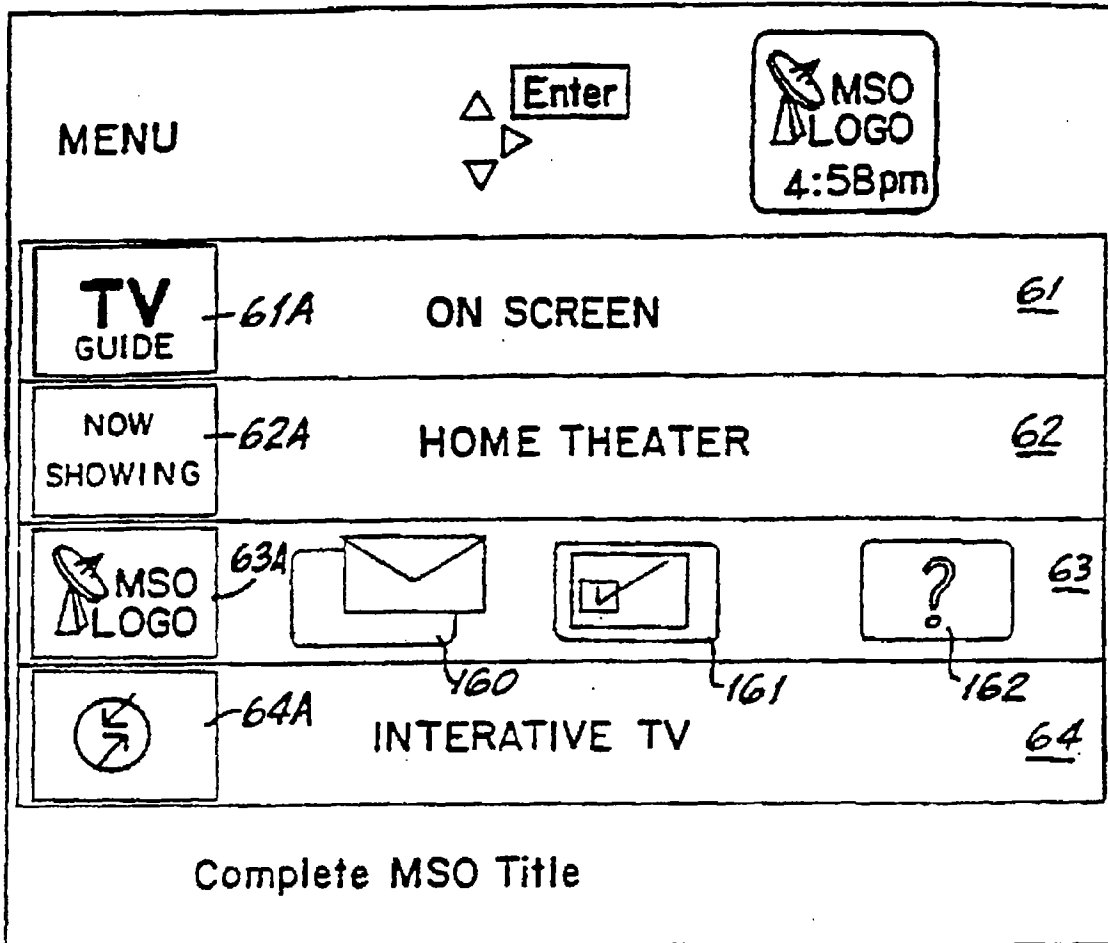 MENU
Enter
MSO
LOGO
4:58pm
TV
GUIDE
61A
ON SCREEN
61
NOW
SHOWING
62A
HOME THEATER
62
MSO
LOGO
63A
?
63
160
161
162
64A
INTERATIVE TV
64
Complete MSO Title